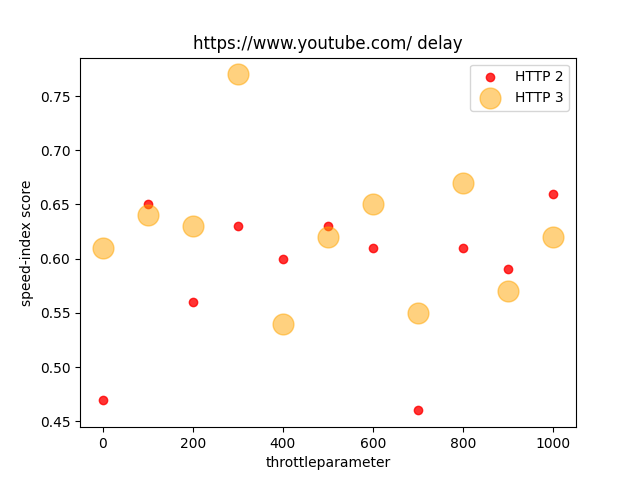 https://www.youtube.com/ delay
HTTP 2
HTTP 3
speed-index score
0.75
0.70
0.65
0.60
0.55
0.50
0.45
0 200 400 600 800 1000
throttleparameter